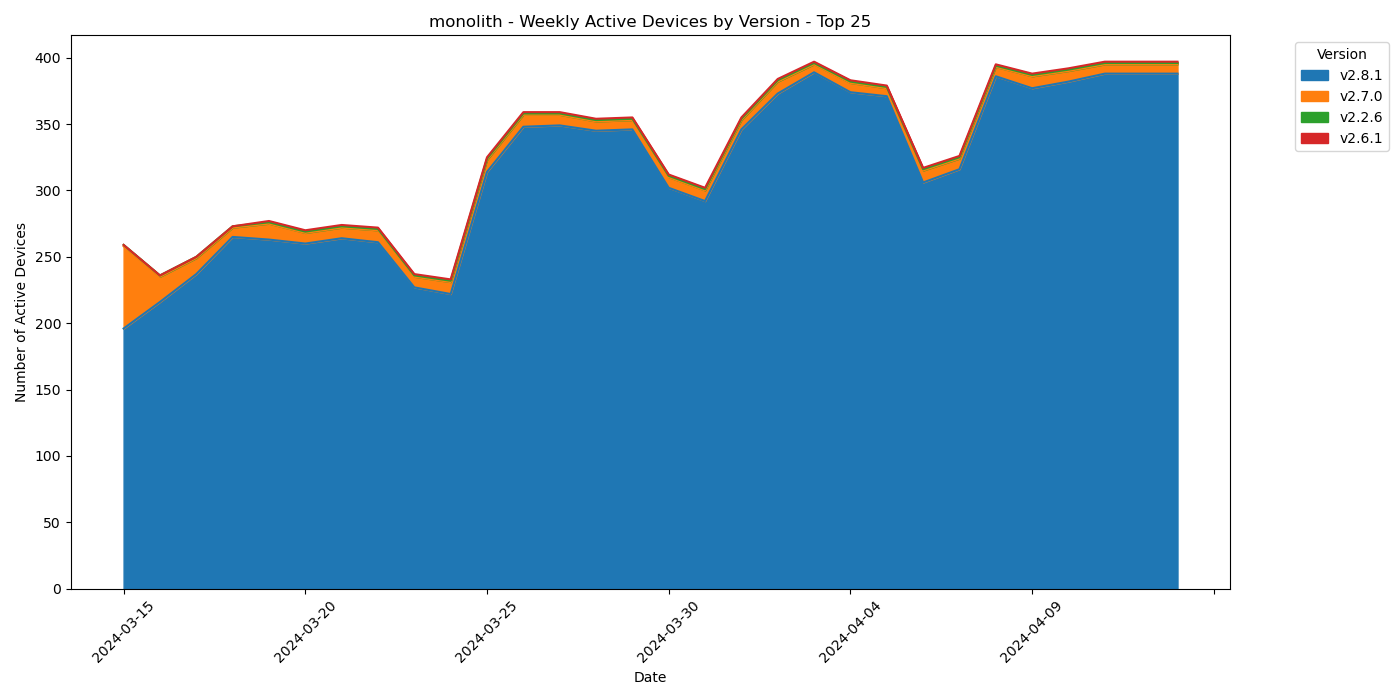 monolith - Weekly Active Devices by Version - Top 25
Number of Active Devices
400
350
300
250
200
150
100
50
0
2024-03-15
2024-03-20
2024-03-25
2024-03-30
2024-04-04
2024-04-09
Date
Version
v2.8.1
v2.7.0
v2.2.6
v2.6.1